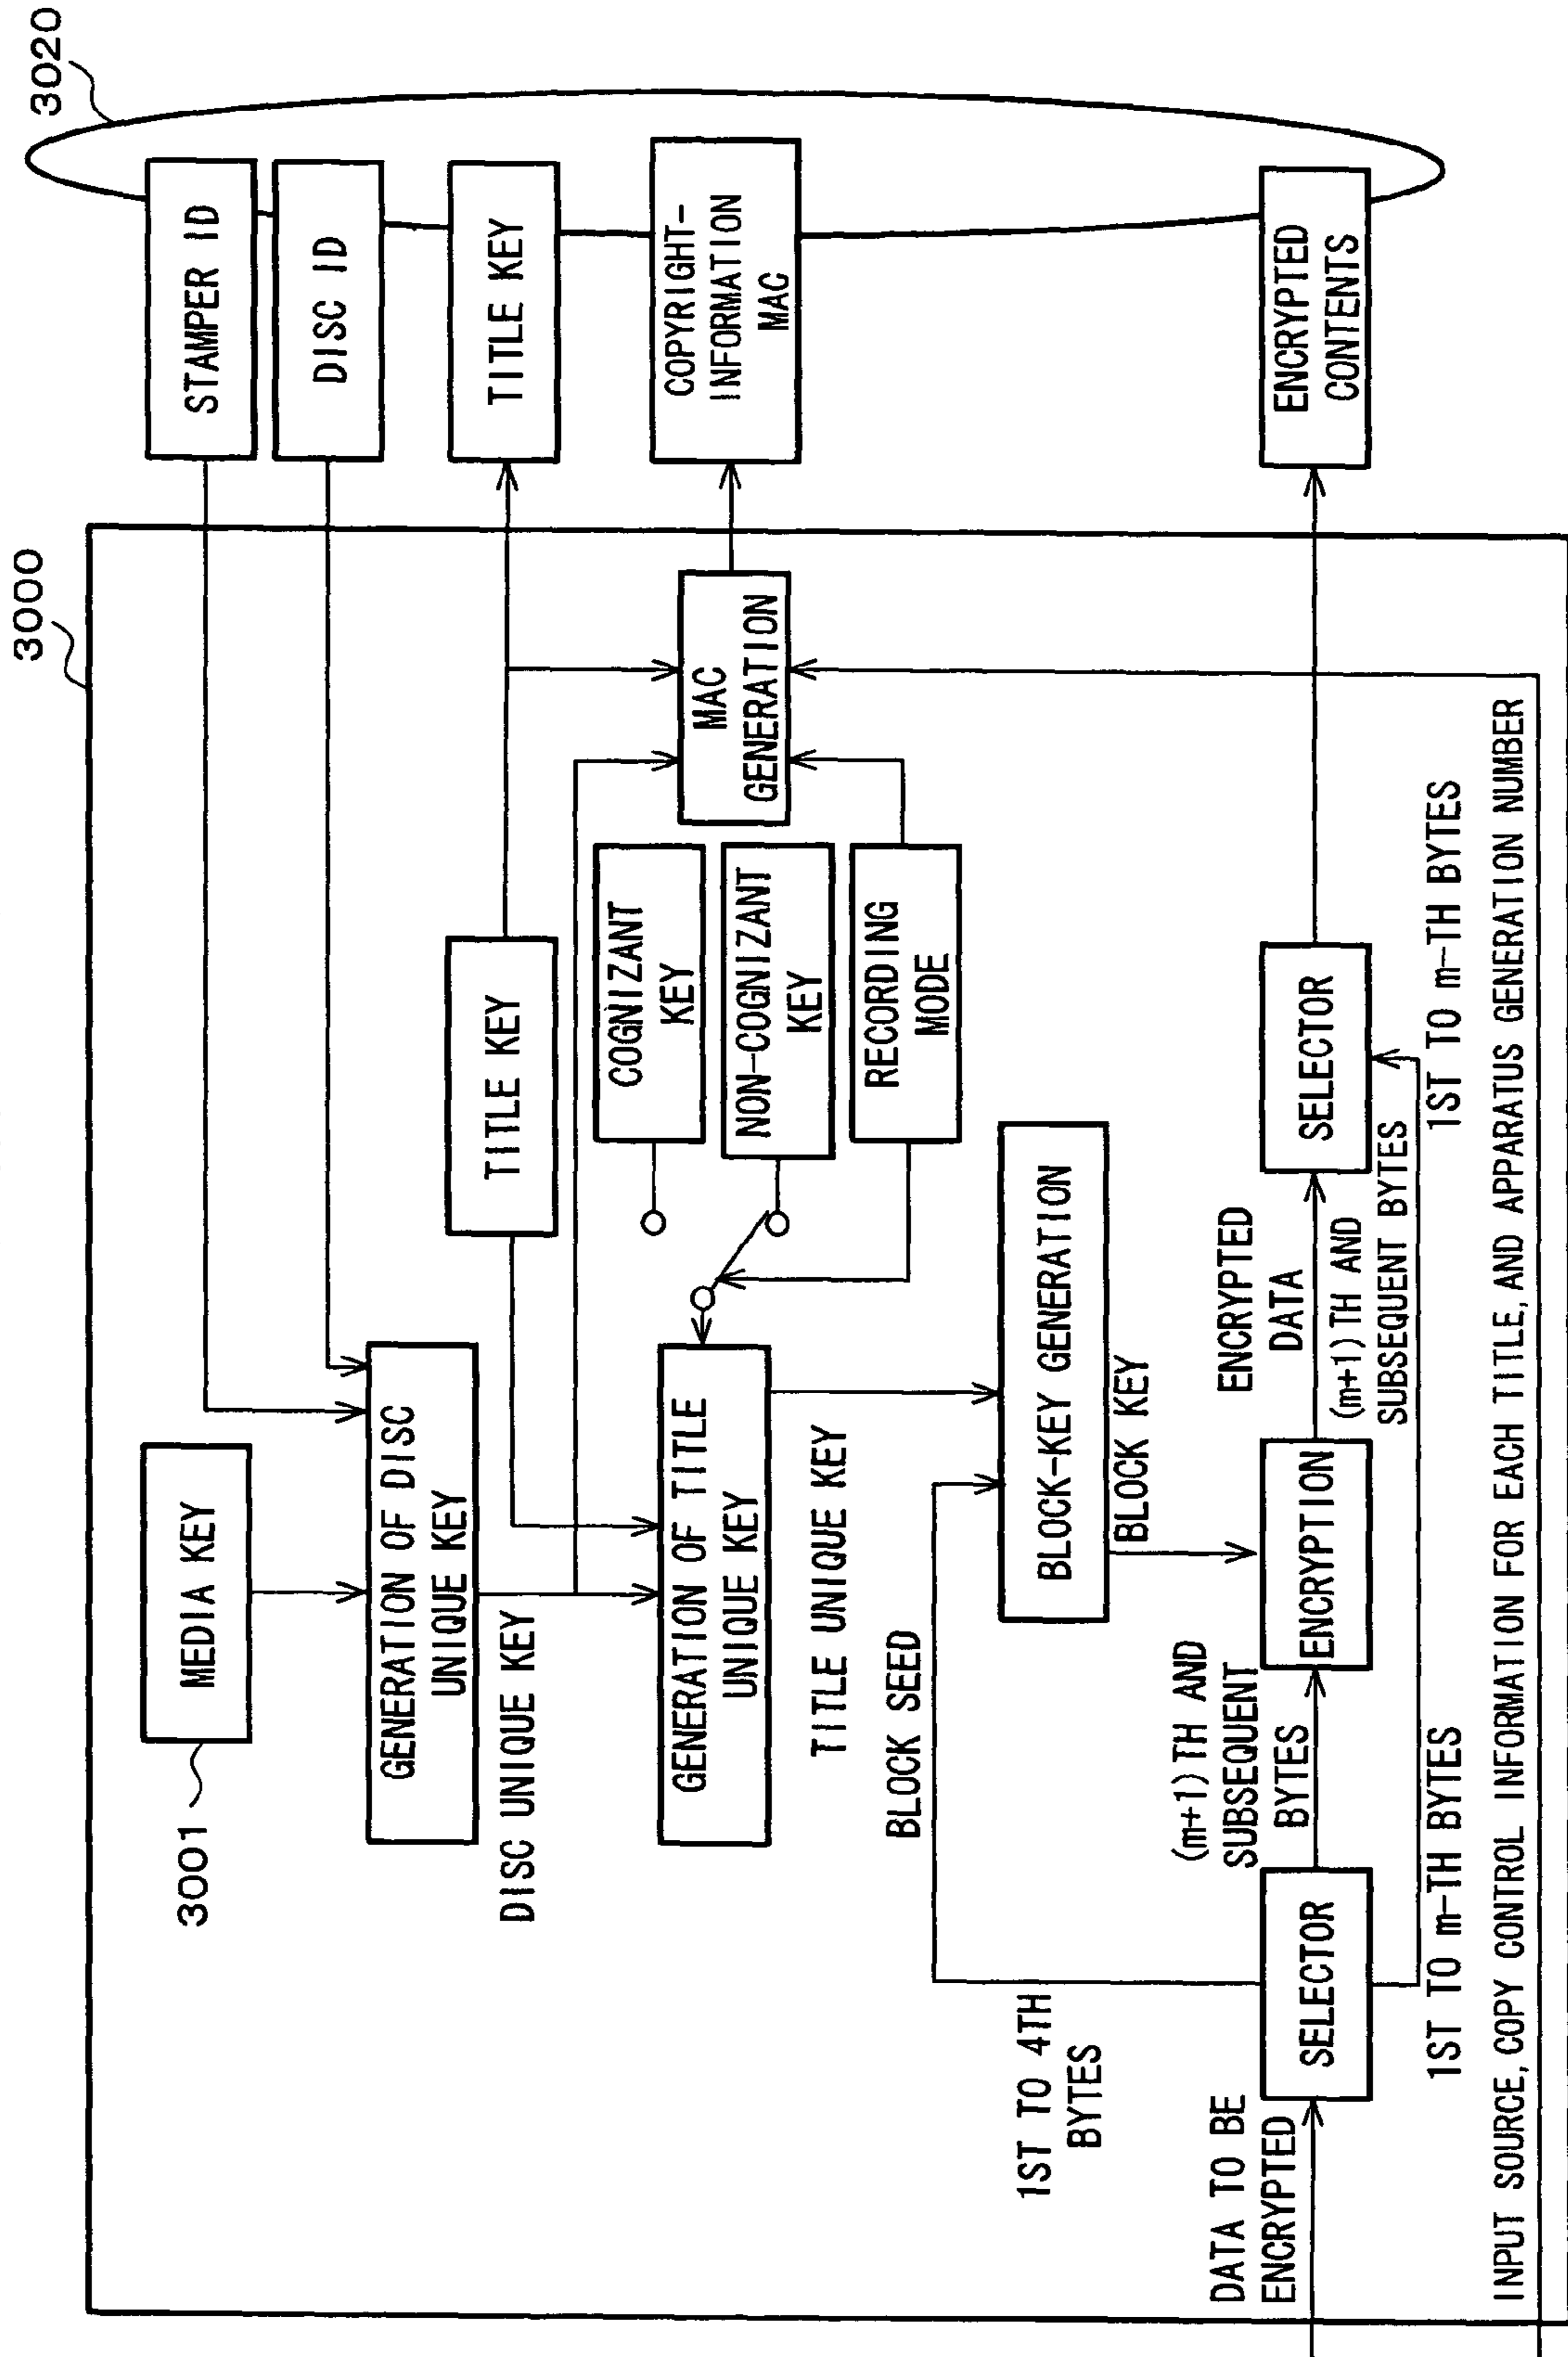 3000
3020
3001
MEDIA KEY
STAMPER ID
DISC ID
GENERATION OF DISC
UNIQUE KEY
DISC UNIQUE KEY
TITLE KEY
TITLE KEY
GENERATION OF TITLE
UNIQUE KEY
TITLE UNIQUE KEY
COGNIZANT
KEY
NON-COGNIZANT
KEY
RECORDING
MODE
MAC
GENERATION
COPYRIGHT-
INFORMATION
MAC
BLOCK SEED
BLOCK-KEY GENERATION
BLOCK KEY
1ST TO 4TH
BYTES
DATA TO BE
ENCRYPTED
SELECTOR
(m+1)TH AND
SUBSEQUENT
BYTES
ENCRYPTION
ENCRYPTED
DATA
(m+1)TH AND
SUBSEQUENT BYTES
SELECTOR
ENCRYPTED
CONTENTS
1ST TO m-TH BYTES
1ST TO m-TH BYTES
INPUT SOURCE, COPY CONTROL INFORMATION FOR EACH TITLE, AND APPARATUS GENERATION NUMBER